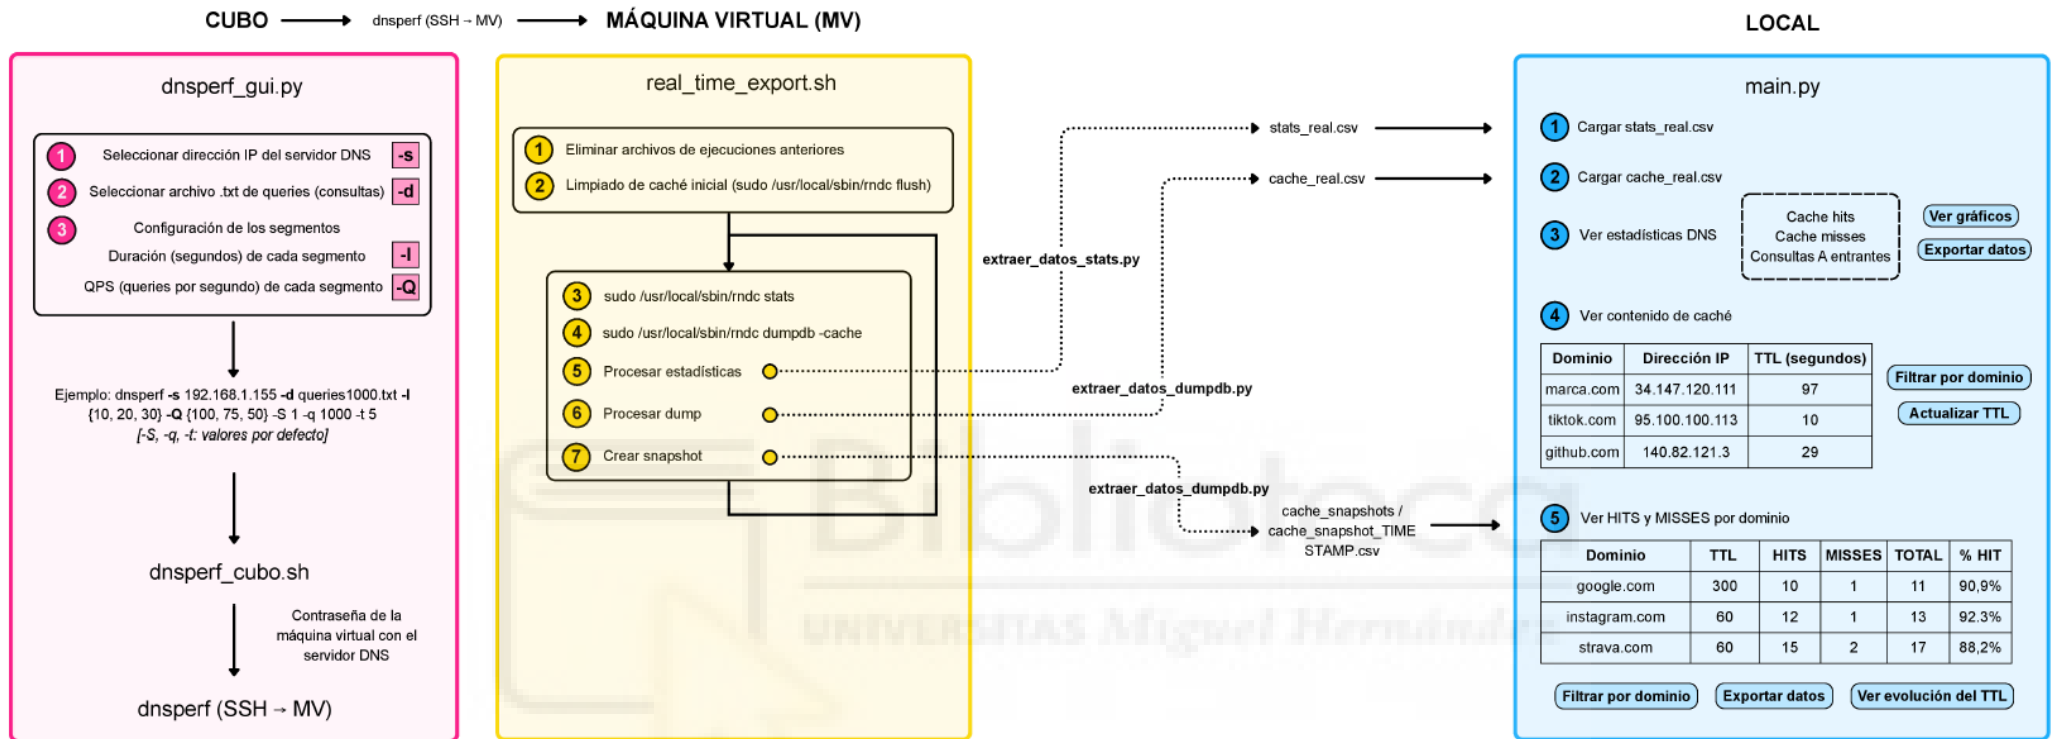 CUBO
dnsperf (SSH → MV)
MÁQUINA VIRTUAL (MV)
LOCAL
dnsperf_gui.py
1 Seleccionar dirección IP del servidor DNS -s
2 Seleccionar archivo .txt de queries (consultas) -d
3 Configuración de los segmentos
Duración (segundos) de cada segmento -l
QPS (queries por segundo) de cada segmento -Q
Ejemplo: dnsperf -s 192.168.1.155 -d queries1000.txt -l
{10, 20, 30} -Q {100, 75, 50} -S 1 -q 1000 -t 5
[-S, -q, -t: valores por defecto]
dnsperf_cubo.sh
Contraseña de la
máquina virtual con el
servidor DNS
dnsperf (SSH → MV)
real_time_export.sh
1 Eliminar archivos de ejecuciones anteriores
2 Limpiado de caché inicial (sudo /usr/local/sbin/rndc flush)
3 sudo /usr/local/sbin/rndc stats
4 sudo /usr/local/sbin/rndc dumpdb -cache
5 Procesar estadísticas
6 Procesar dump
7 Crear snapshot
extraer_datos_stats.py
extraer_datos_dumpdb.py
extraer_datos_dumpdb.py
stats_real.csv
cache_real.csv
cache_snapshots /
cache_snapshot_TIME
STAMP.csv
main.py
1 Cargar stats_real.csv
2 Cargar cache_real.csv
3 Ver estadísticas DNS
Cache hits
Cache misses
Consultas A entrantes
Ver gráficos
Exportar datos
4 Ver contenido de caché
Dominio Dirección IP TTL (segundos)
marca.com 34.147.120.111 97
tiktok.com 95.100.100.113 10
github.com 140.82.121.3 29
Filtrar por dominio
Actualizar TTL
5 Ver HITS y MISSES por dominio
Dominio TTL HITS MISSES TOTAL % HIT
google.com 300 10 1 11 90,9%
instagram.com 60 12 1 13 92.3%
strava.com 60 15 2 17 88,2%
Filtrar por dominio
Exportar datos
Ver evolución del TTL
Biblioteca
UNIVERSITAS Miguel Hernández